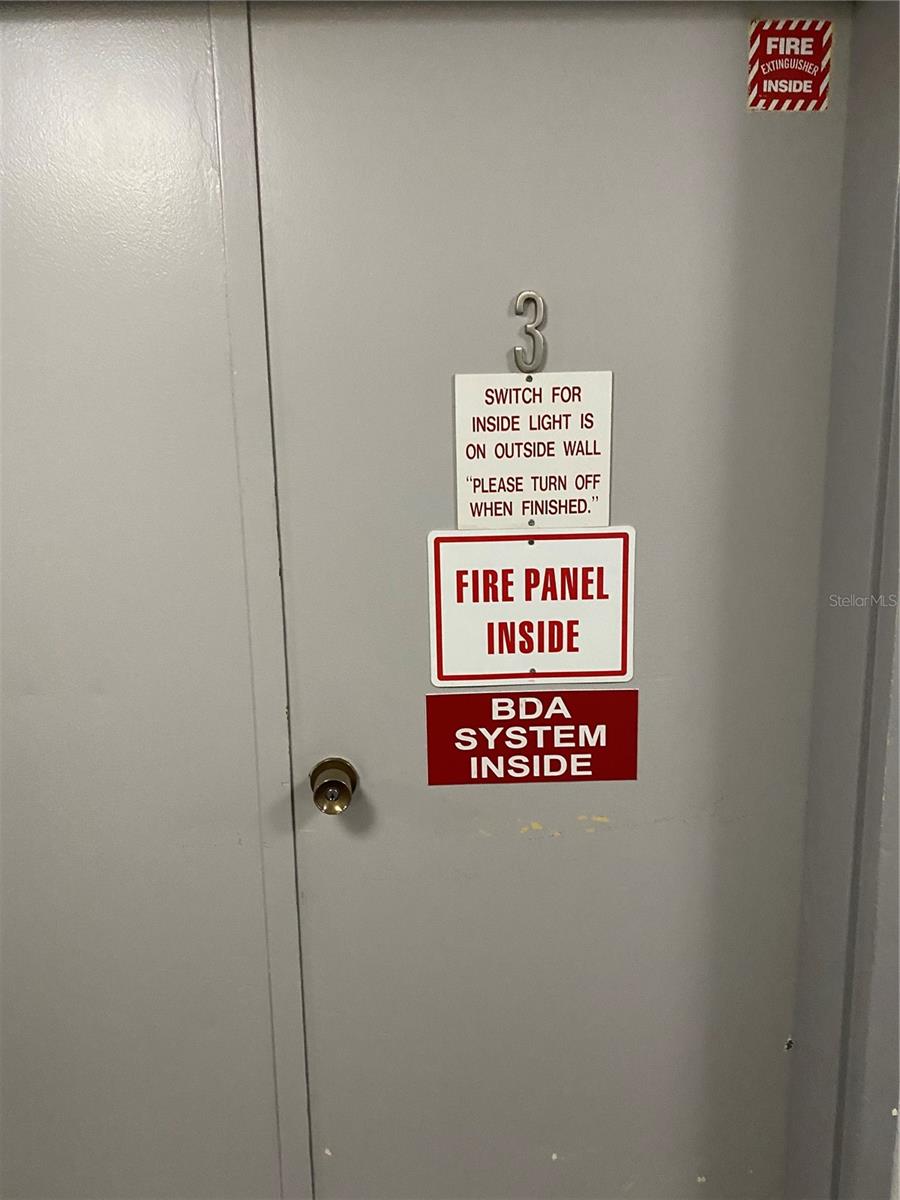 FIRE
EXTINGUISHER
INSIDE
3
SWITCH FOR
INSIDE LIGHT IS
ON OUTSIDE WALL
“PLEASE TURN OFF
WHEN FINISHED.”
FIRE PANEL
INSIDE
StellarMLS
BDA
SYSTEM
INSIDE